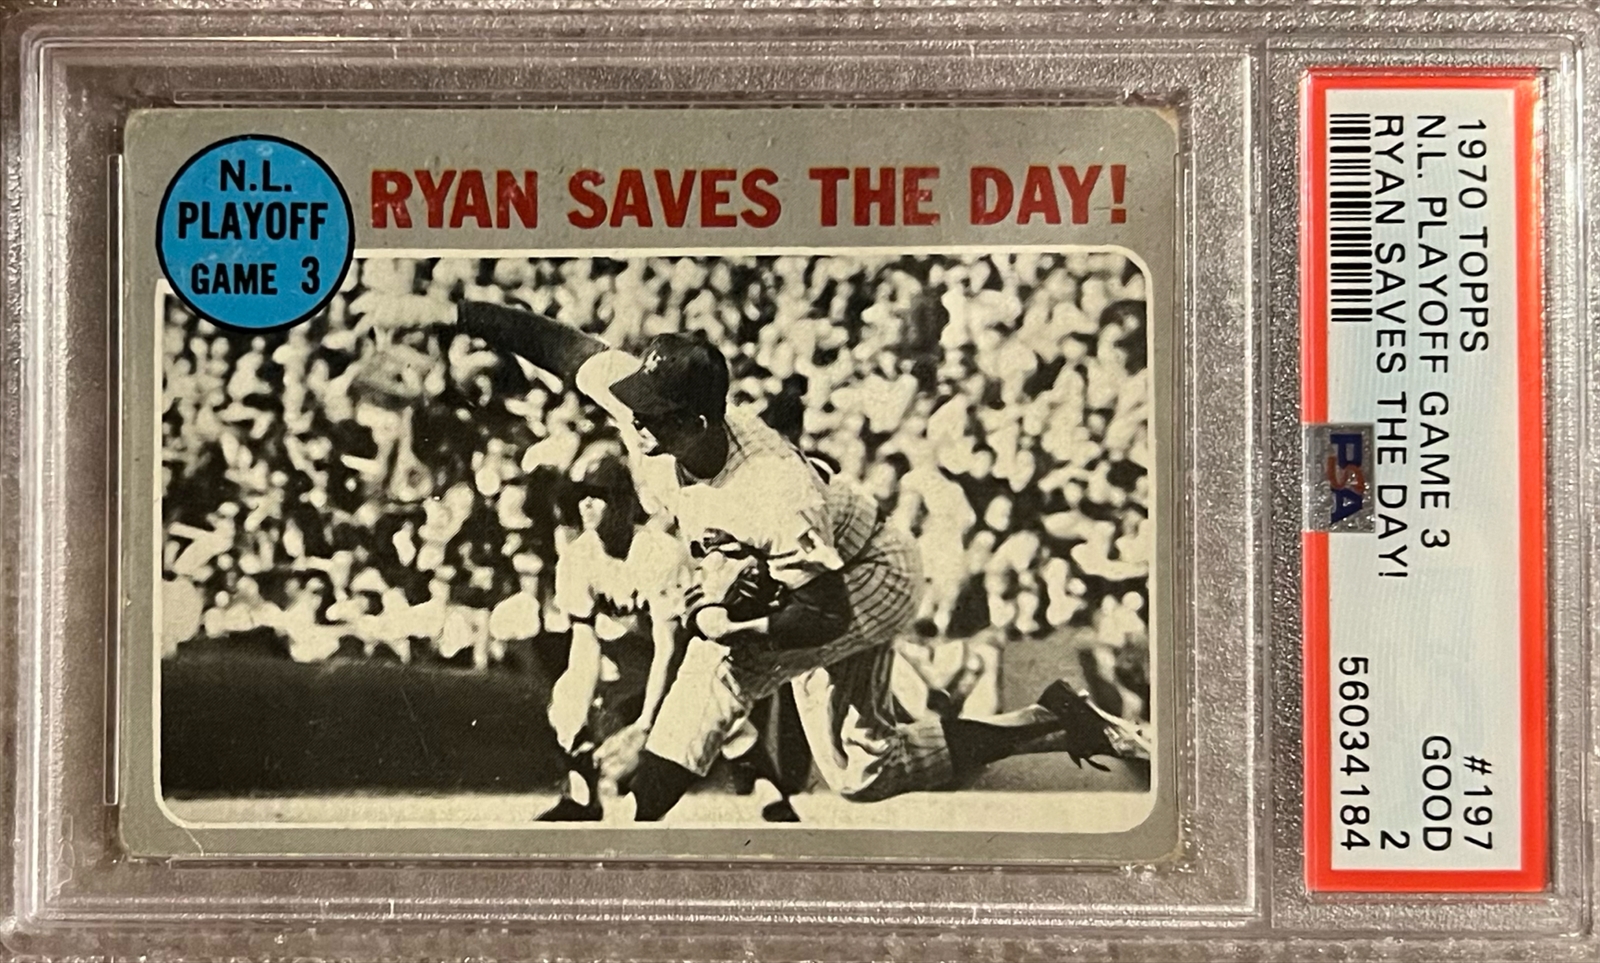 N.L.
PLAYOFF
GAME 3
RYAN SAVES THE DAY!
1970 TOPPS #197
N.L. PLAYOFF GAME 3 GOOD
RYAN SAVES THE DAY! 2
56034184
PSA